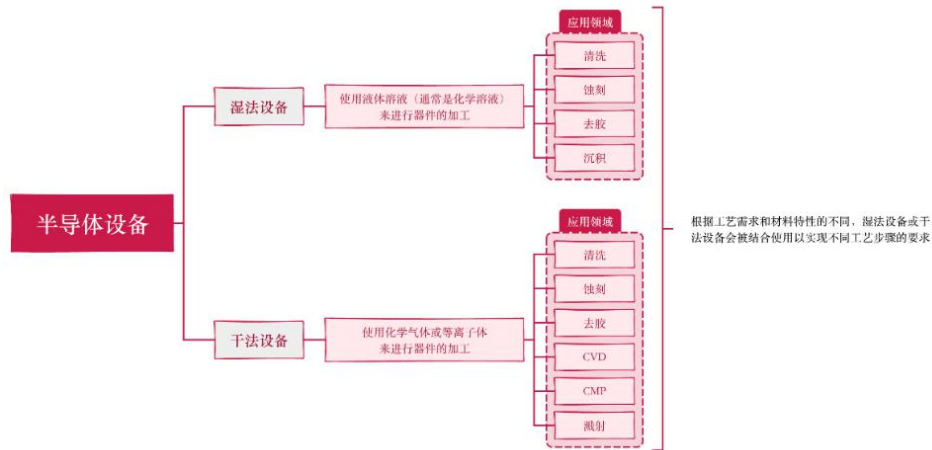 半导体设备
湿法设备
使用液体溶液（通常是化学溶液）
来进行器件的加工
应用领域
清洗
蚀刻
去胶
沉积
干法设备
使用化学气体或等离子体
来进行器件的加工
应用领域
清洗
蚀刻
去胶
CVD
CMP
溅射
根据工艺需求和材料特性的不同，湿法设备或干
法设备会被结合使用以实现不同工艺步骤的要求